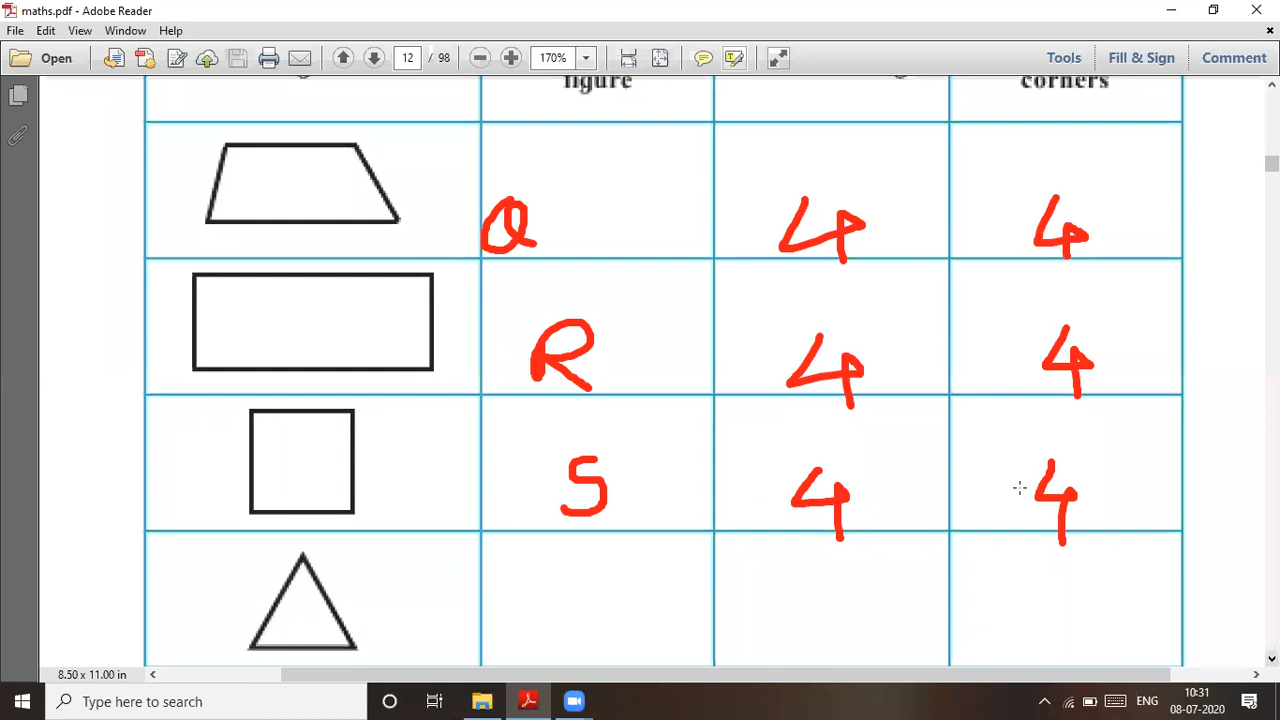 maths.pdf - Adobe Reader
File Edit View Window Help
Open 12 / 98 170% Tools Fill & Sign Comment
figure corners
Q 4 4
R 4 4
S 4 4
8.50 x 11.00 in
Type here to search ENG 10:31
08-07-2020